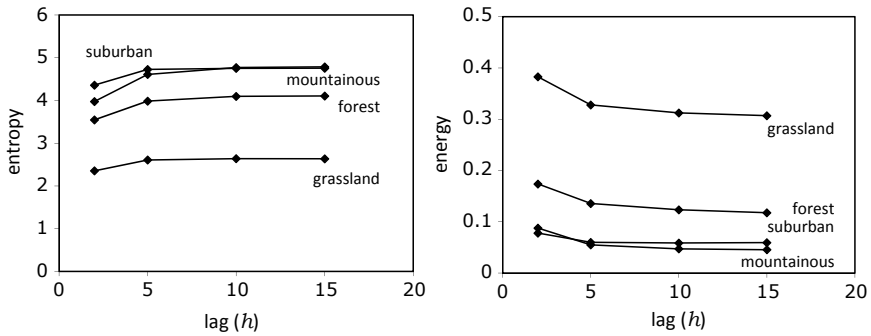 6
5
4
3
2
1
0
entropy
suburban
mountainous
forest
grassland
0
5
10
15
20
lag (h)
0.5
0.4
0.3
0.2
0.1
0
energy
grassland
forest
suburban
mountainous
0
5
10
15
20
lag (h)